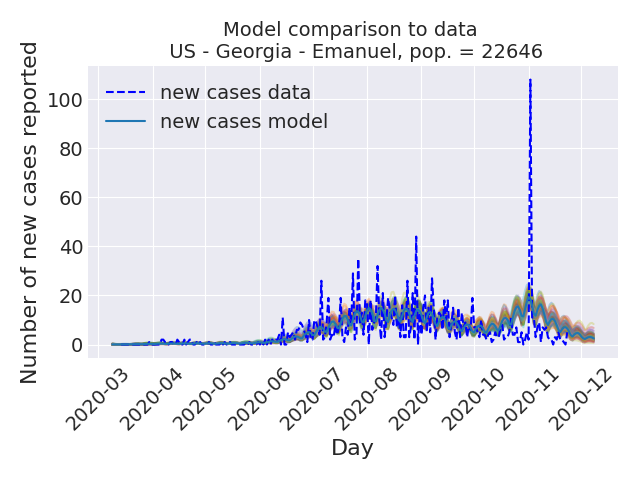 Model comparison to data
US - Georgia - Emanuel, pop. = 22646
Number of new cases reported
100
80
60
40
20
0
new cases data
new cases model
2020-03
2020-04
2020-05
2020-06
2020-07
2020-08
2020-09
2020-10
2020-11
2020-12
Day